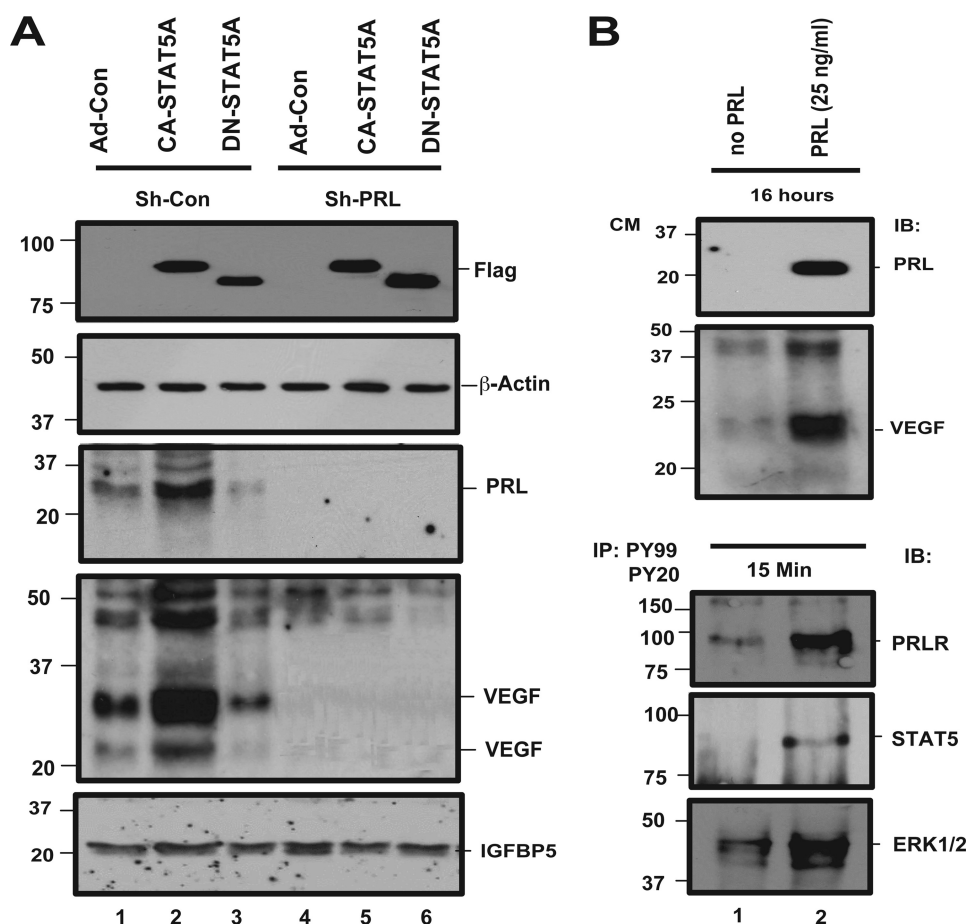 A
Ad-Con
CA-STAT5A
DN-STAT5A
Ad-Con
CA-STAT5A
DN-STAT5A
Sh-Con
Sh-PRL
100
75
Flag
50
37
β-Actin
37
20
PRL
50
37
20
VEGF
VEGF
37
20
IGFBP5
1 2 3 4 5 6
B
no PRL
PRL (25 ng/ml)
16 hours
CM
IB:
37
20
PRL
50
37
25
20
VEGF
IP: PY99
PY20
15 Min
IB:
150
100
75
PRLR
100
75
STAT5
50
37
ERK1/2
1 2